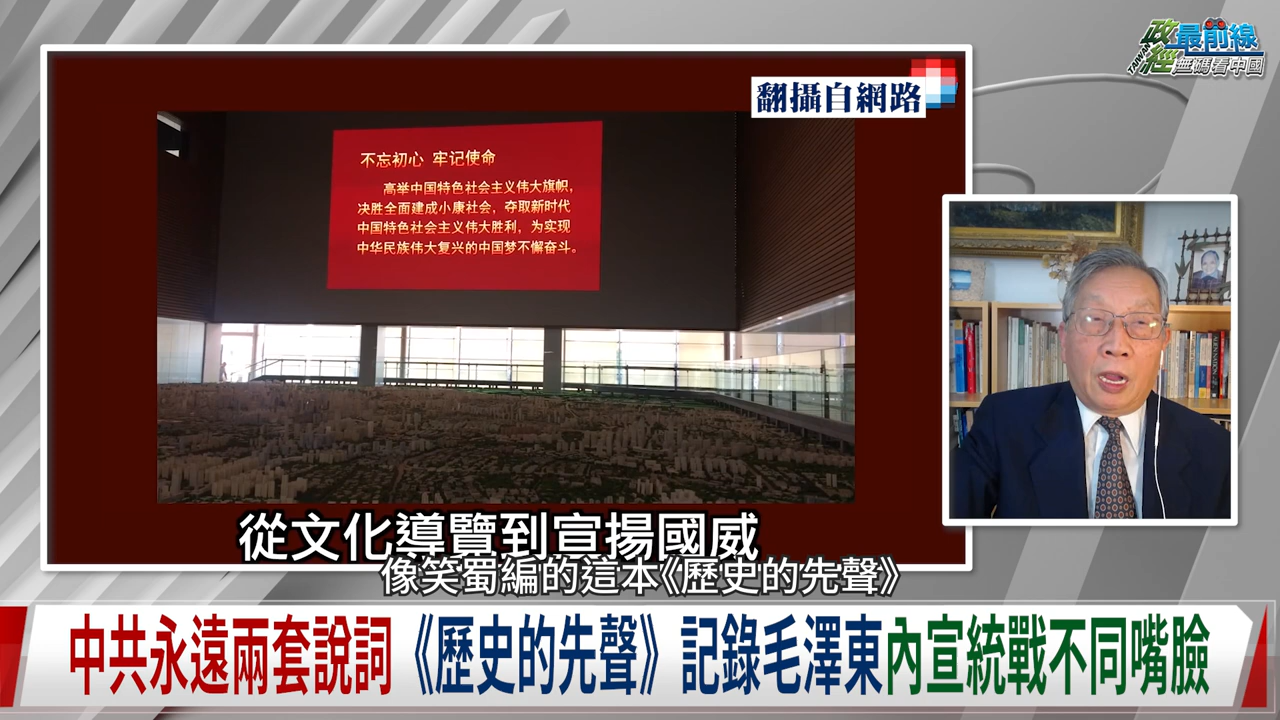 政經最前線
TAIWAN
無碼看中國
翻攝自網路
不忘初心 牢记使命
高举中国特色社会主义伟大旗帜,
决胜全面建成小康社会，夺取新时代
中国特色社会主义伟大胜利，为实现
中华民族伟大复兴的中国梦不懈奋斗。
從文化導覽到宣揚國威
像笑蜀編的這本《歷史的先聲》
中共永遠兩套說詞《歷史的先聲》記錄毛澤東內宣統戰不同嘴臉